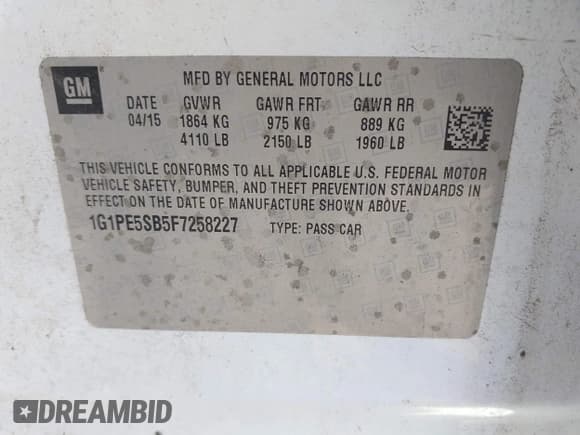 GM
MFD BY GENERAL MOTORS LLC
DATE GVWR GAWR FRT GAWR RR
04/15 1864 KG 975 KG 889 KG
4110 LB 2150 LB 1960 LB
THIS VEHICLE CONFORMS TO ALL APPLICABLE U.S. FEDERAL MOTOR
VEHICLE SAFETY, BUMPER, AND THEFT PREVENTION STANDARDS IN
EFFECT ON THE DATE OF MANUFACTURE SHOWN ABOVE.
1G1PE5SB5F7258227 TYPE: PASS CAR
DREAMBID